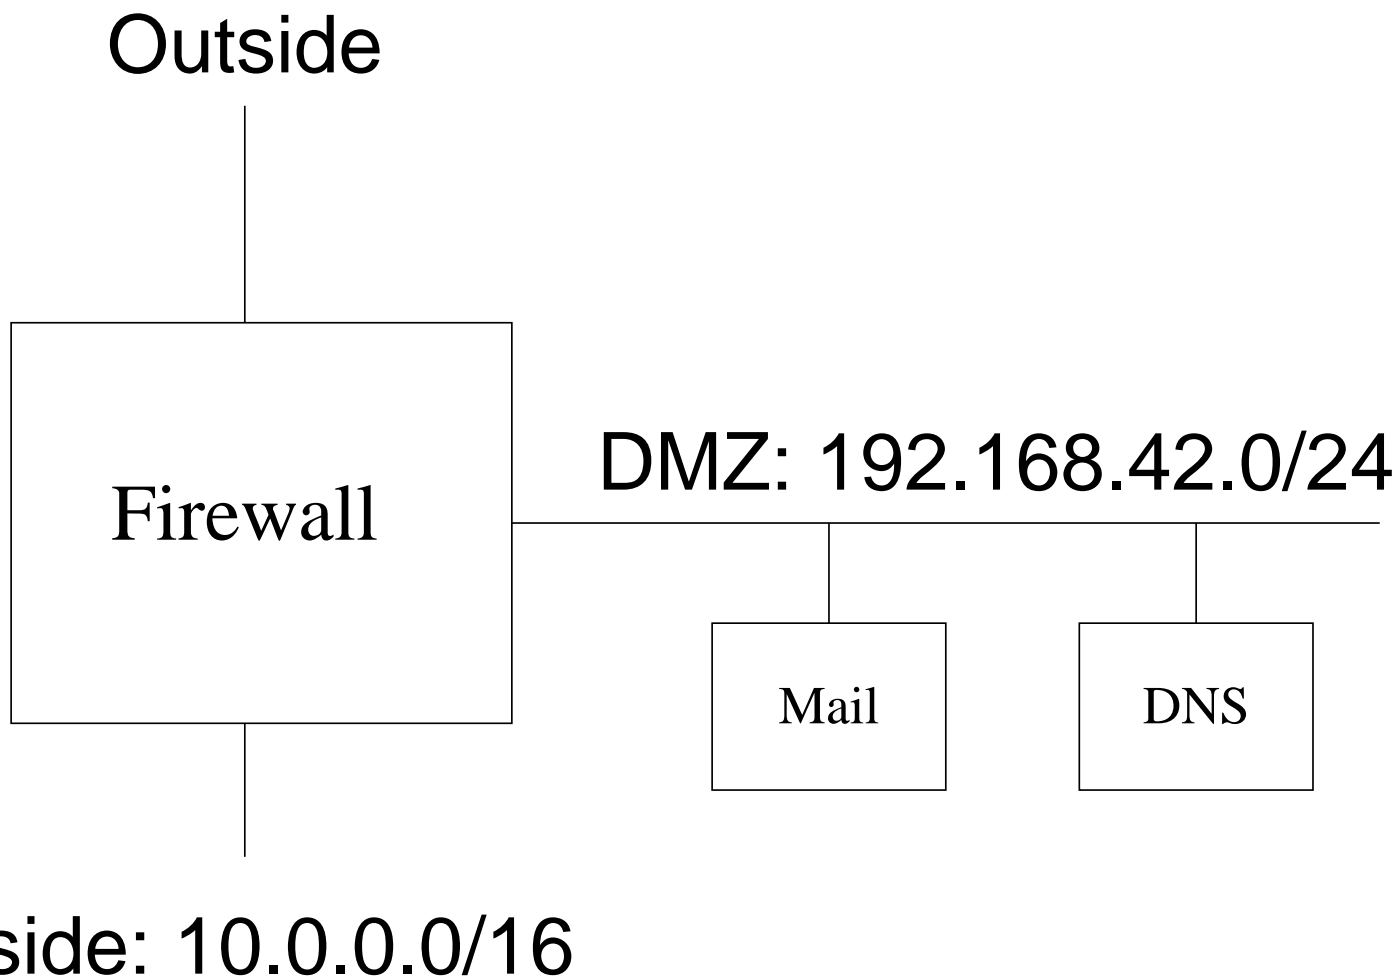 Outside
DMZ: 192.168.42.0/24
Firewall
Mail
DNS
side: 10.0.0.0/16